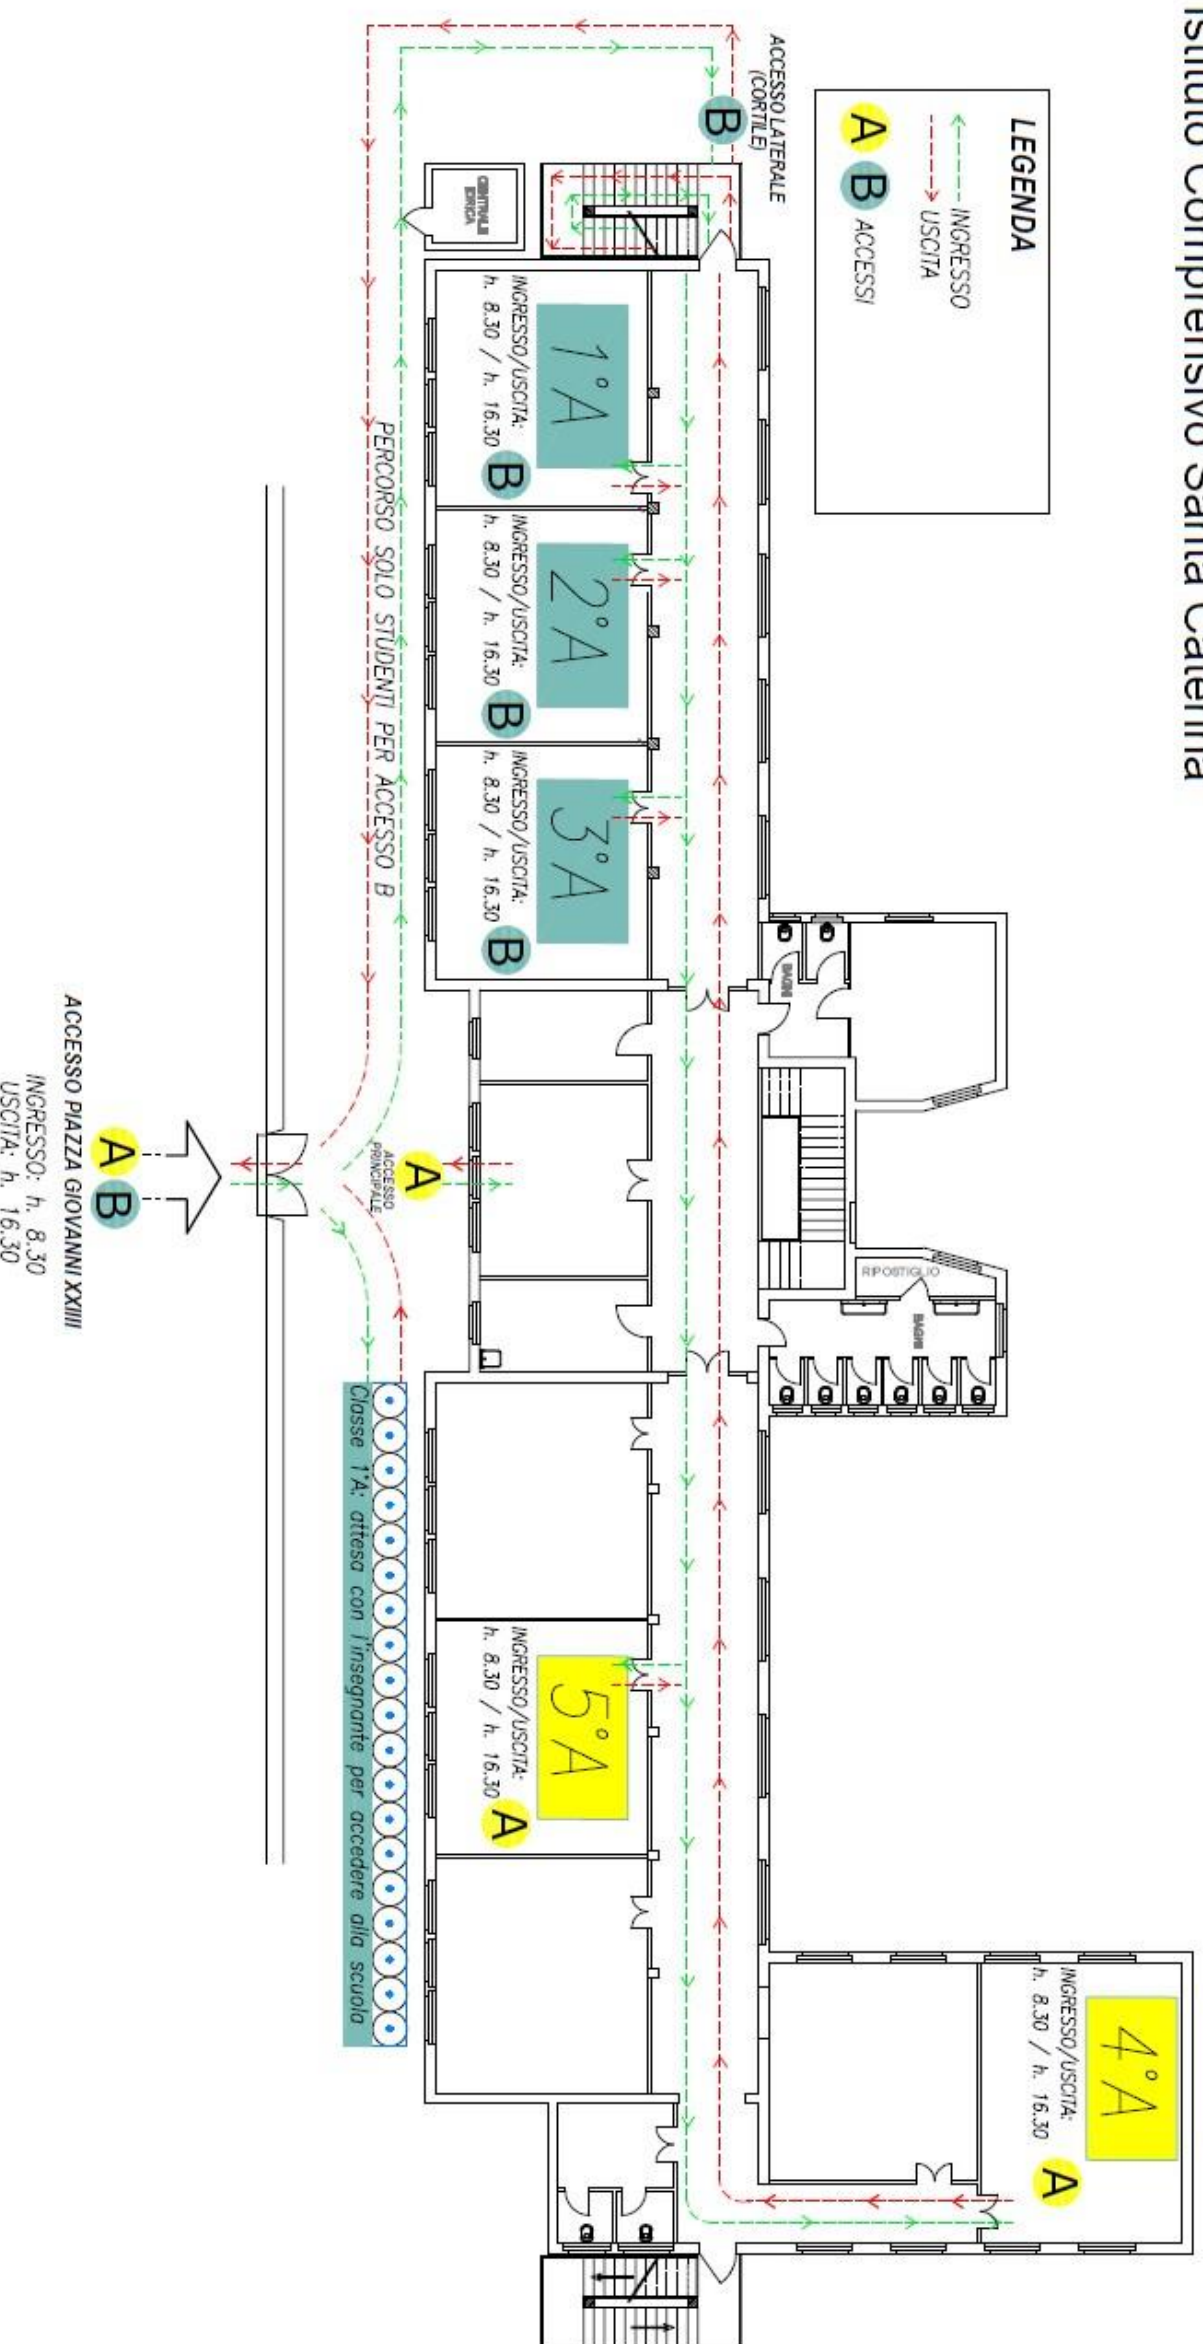 Istituto Comprensivo Santa Caterina
LEGENDA
INGRESSO
USCITA
A B ACCESSI
ACCESSO LATERALE
(CORTILE)
B
CENTRALE
IDRICA
1°A
INGRESSO/USCITA:
h. 8.30 / h. 16.30
B
2°A
INGRESSO/USCITA:
h. 8.30 / h. 16.30
B
3°A
INGRESSO/USCITA:
h. 8.30 / h. 16.30
B
BAGNI
RIPOSTIGLIO
BAGNI
5°A
INGRESSO/USCITA:
h. 8.30 / h. 16.30
A
4°A
INGRESSO/USCITA:
h. 8.30 / h. 16.30
A
PERCORSO SOLO STUDENTI PER ACCESSO B
A
ACCESSO
PRINCIPALE
Classe 1°A: attesa con l'insegnante per accedere alla scuola
A B
ACCESSO PIAZZA GIOVANNI XXIIII
INGRESSO: h. 8.30
USCITA: h. 16.30